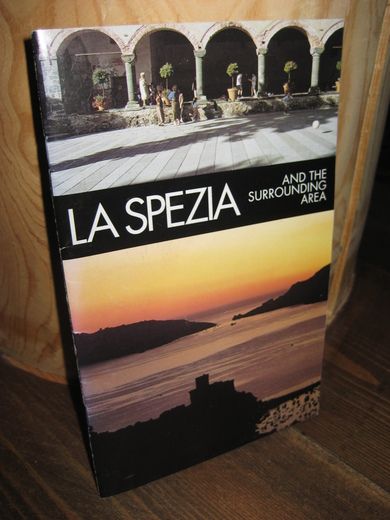 LA SPEZIA
AND THE
SURROUNDING
AREA